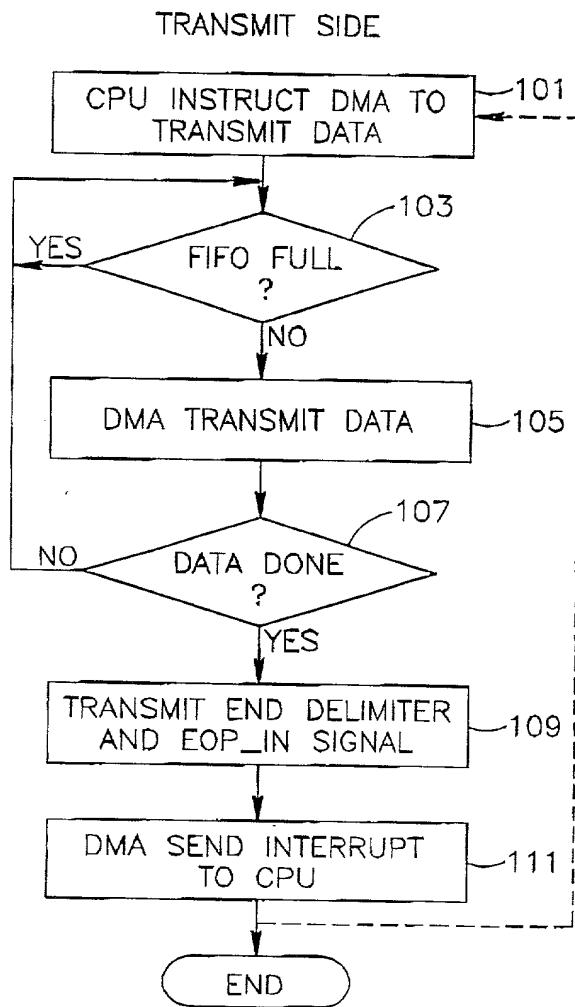 TRANSMIT SIDE
CPU INSTRUCT DMA TO
TRANSMIT DATA
101
103
YES
FIFO FULL
?
NO
DMA TRANSMIT DATA
105
107
NO
DATA DONE
?
YES
TRANSMIT END DELIMITER
AND EOP_IN SIGNAL
109
DMA SEND INTERRUPT
TO CPU
111
END